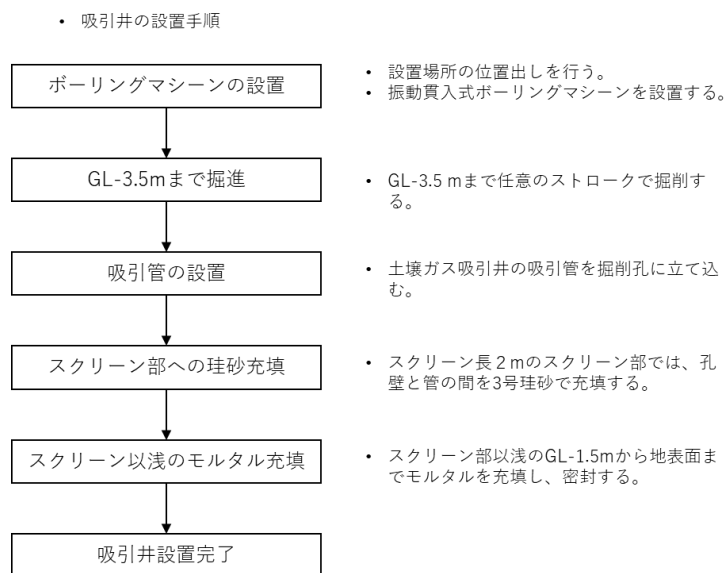 • 吸引井の設置手順
ボーリングマシーンの設置
• 設置場所の位置出しを行う。
• 振動貫入式ボーリングマシーンを設置する。
GL-3.5mまで掘進
• GL-3.5 mまで任意のストロークで掘削す
る。
吸引管の設置
• 土壌ガス吸引井の吸引管を掘削孔に立て込
む。
スクリーン部への珪砂充填
• スクリーン長２mのスクリーン部では、孔
壁と管の間を3号珪砂で充填する。
スクリーン以浅のモルタル充填
• スクリーン部以浅のGL-1.5mから地表面ま
でモルタルを充填し、密封する。
吸引井設置完了